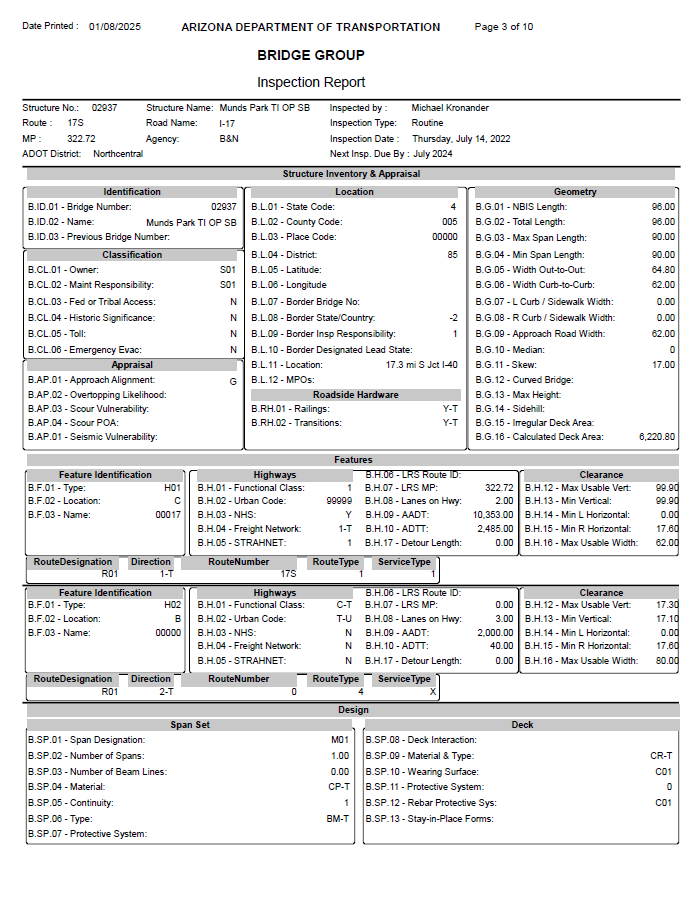 Date Printed : 01/08/2025 ARIZONA DEPARTMENT OF TRANSPORTATION Page 3 of 10
BRIDGE GROUP
Inspection Report
Structure No.: 02937 Structure Name: Munds Park TI OP SB Inspected by : Michael Kronander
Route : 17S Road Name: I-17 Inspection Type: Routine
MP : 322.72 Agency: B&N Inspection Date : Thursday, July 14, 2022
ADOT District: Northcentral Next Insp. Due By : July 2024
Structure Inventory & Appraisal
Identification
B.ID.01 - Bridge Number: 02937
B.ID.02 - Name: Munds Park TI OP SB
B.ID.03 - Previous Bridge Number:
Classification
B.CL.01 - Owner: S01
B.CL.02 - Maint Responsibility: S01
B.CL.03 - Fed or Tribal Access: N
B.CL.04 - Historic Significance: N
B.CL.05 - Toll: N
B.CL.06 - Emergency Evac: N
Appraisal
B.AP.01 - Approach Alignment: G
B.AP.02 - Overtopping Likelihood:
B.AP.03 - Scour Vulnerability:
B.AP.04 - Scour POA:
B.AP.01 - Seismic Vulnerability:
Location
B.L.01 - State Code: 4
B.L.02 - County Code: 005
B.L.03 - Place Code: 00000
B.L.04 - District: 85
B.L.05 - Latitude:
B.L.06 - Longitude
B.L.07 - Border Bridge No:
B.L.08 - Border State/Country: -2
B.L.09 - Border Insp Responsibility: 1
B.L.10 - Border Designated Lead State:
B.L.11 - Location: 17.3 mi S Jct I-40
B.L.12 - MPOs:
Roadside Hardware
B.RH.01 - Railings: Y-T
B.RH.02 - Transitions: Y-T
Geometry
B.G.01 - NBIS Length: 96.00
B.G.02 - Total Length: 96.00
B.G.03 - Max Span Length: 90.00
B.G.04 - Min Span Length: 90.00
B.G.05 - Width Out-to-Out: 64.80
B.G.06 - Width Curb-to-Curb: 62.00
B.G.07 - L Curb / Sidewalk Width: 0.00
B.G.08 - R Curb / Sidewalk Width: 0.00
B.G.09 - Approach Road Width: 62.00
B.G.10 - Median: 0
B.G.11 - Skew: 17.00
B.G.12 - Curved Bridge:
B.G.13 - Max Height:
B.G.14 - Sidehill:
B.G.15 - Irregular Deck Area:
B.G.16 - Calculated Deck Area: 6,220.80
Features
Feature Identification
B.F.01 - Type: H01
B.F.02 - Location: C
B.F.03 - Name: 00017
Highways
B.H.01 - Functional Class: 1
B.H.02 - Urban Code: 99999
B.H.03 - NHS: Y
B.H.04 - Freight Network: 1-T
B.H.05 - STRAHNET: 1
B.H.06 - LRS Route ID:
B.H.07 - LRS MP: 322.72
B.H.08 - Lanes on Hwy: 2.00
B.H.09 - AADT: 10,353.00
B.H.10 - ADTT: 2,485.00
B.H.17 - Detour Length: 0.00
Clearance
B.H.12 - Max Usable Vert: 99.90
B.H.13 - Min Vertical: 99.90
B.H.14 - Min L Horizontal: 0.00
B.H.15 - Min R Horizontal: 17.60
B.H.16 - Max Usable Width: 62.00
RouteDesignation Direction RouteNumber RouteType ServiceType
R01 1-T 17S 1 1
Feature Identification
B.F.01 - Type: H02
B.F.02 - Location: B
B.F.03 - Name: 00000
Highways
B.H.01 - Functional Class: C-T
B.H.02 - Urban Code: T-U
B.H.03 - NHS: N
B.H.04 - Freight Network: N
B.H.05 - STRAHNET: N
B.H.06 - LRS Route ID:
B.H.07 - LRS MP: 0.00
B.H.08 - Lanes on Hwy: 3.00
B.H.09 - AADT: 2,000.00
B.H.10 - ADTT: 40.00
B.H.17 - Detour Length: 0.00
Clearance
B.H.12 - Max Usable Vert: 17.30
B.H.13 - Min Vertical: 17.10
B.H.14 - Min L Horizontal: 0.00
B.H.15 - Min R Horizontal: 17.60
B.H.16 - Max Usable Width: 80.00
RouteDesignation Direction RouteNumber RouteType ServiceType
R01 2-T 0 4 X
Design
Span Set
B.SP.01 - Span Designation: M01
B.SP.02 - Number of Spans: 1.00
B.SP.03 - Number of Beam Lines: 0.00
B.SP.04 - Material: CP-T
B.SP.05 - Continuity: 1
B.SP.06 - Type: BM-T
B.SP.07 - Protective System:
Deck
B.SP.08 - Deck Interaction:
B.SP.09 - Material & Type: CR-T
B.SP.10 - Wearing Surface: C01
B.SP.11 - Protective System: 0
B.SP.12 - Rebar Protective Sys: C01
B.SP.13 - Stay-in-Place Forms: